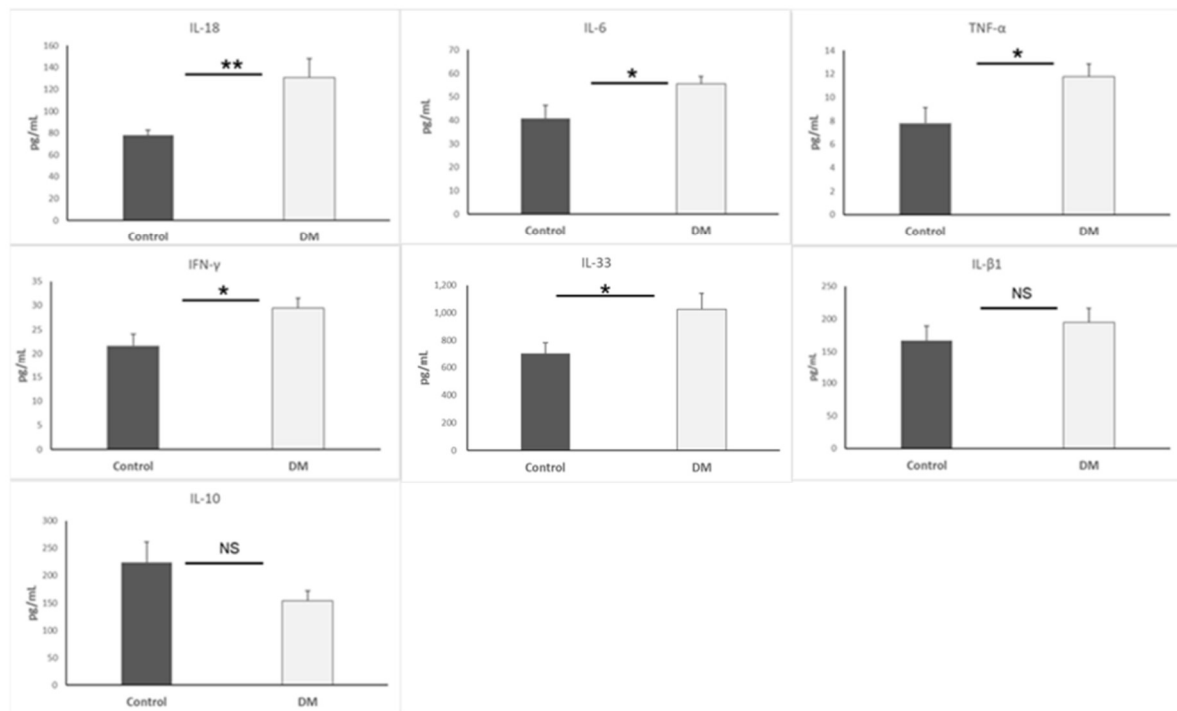 IL-18
160
140
120
100
80
60
40
20
0
pg/mL
**
Control DM
IL-6
70
60
50
40
30
20
10
0
pg/mL
*
Control DM
TNF-α
14
12
10
8
6
4
2
0
pg/mL
*
Control DM
IFN-γ
35
30
25
20
15
10
5
0
pg/mL
*
Control DM
IL-33
1,200
1,000
800
600
400
200
0
pg/mL
*
Control DM
IL-β1
250
200
150
100
50
0
pg/mL
NS
Control DM
IL-10
300
250
200
150
100
50
0
pg/mL
NS
Control DM